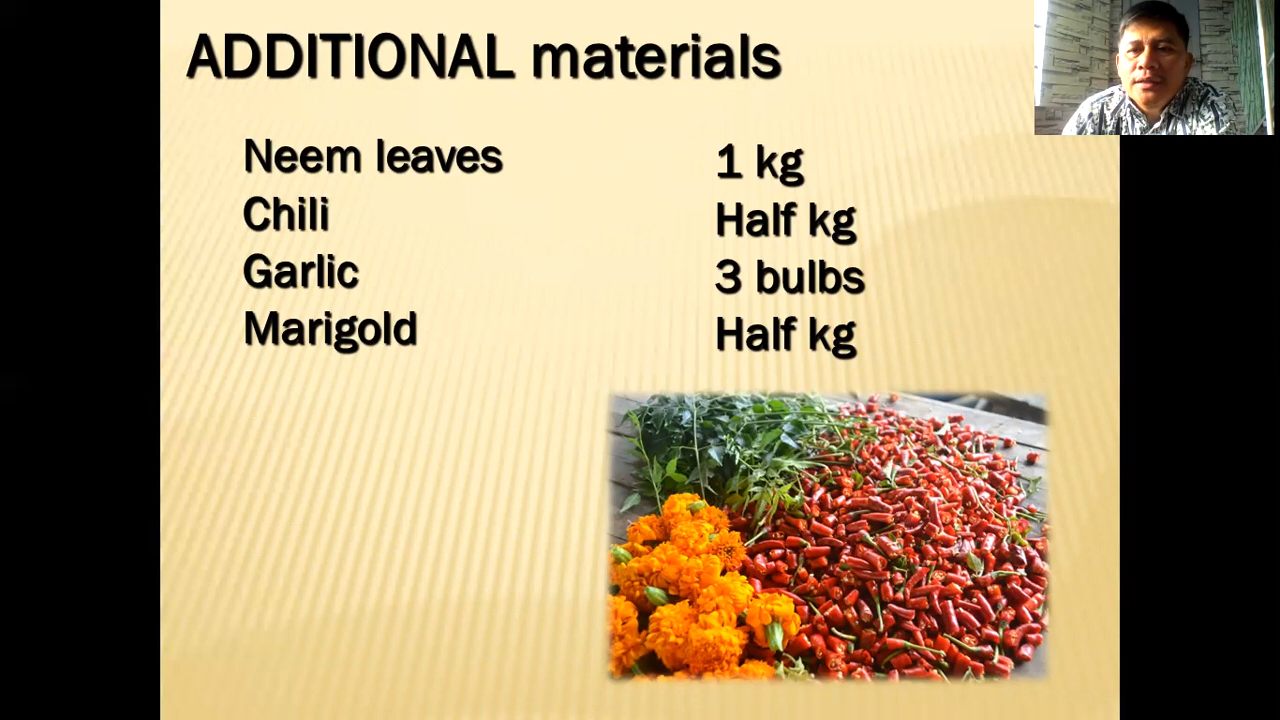 ADDITIONAL materials
Neem leaves 1 kg
Chili Half kg
Garlic 3 bulbs
Marigold Half kg